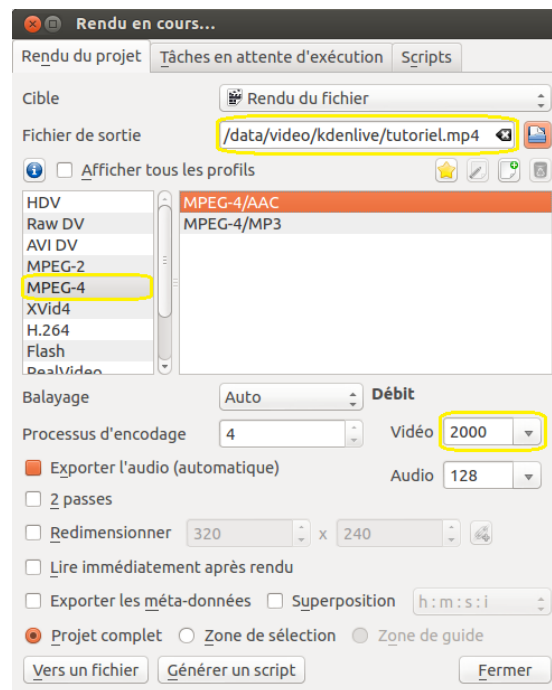 Rendu en cours...
Rendu du projet Tâches en attente d'exécution Scripts
Cible Rendu du fichier
Fichier de sortie /data/video/kdenlive/tutoriel.mp4
Afficher tous les profils
HDV MPEG-4/AAC
Raw DV MPEG-4/MP3
AVI DV
MPEG-2
MPEG-4
XVid4
H.264
Flash
RealVideo
Balayage Auto Débit
Processus d'encodage 4 Vidéo 2000
Exporter l'audio (automatique) Audio 128
2 passes
Redimensionner 320 x 240
Lire immédiatement après rendu
Exporter les méta-données Superposition h:m:s:i
Projet complet Zone de sélection Zone de guide
Vers un fichier Générer un script Fermer